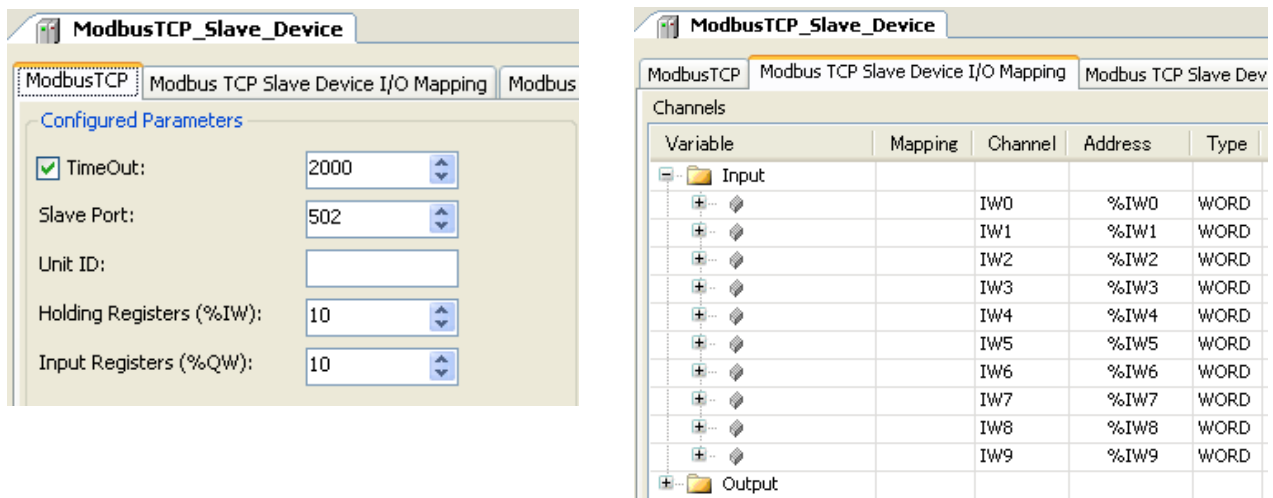 ModbusTCP_Slave_Device
ModbusTCP Modbus TCP Slave Device I/O Mapping Modbus
Configured Parameters
TimeOut: 2000
Slave Port: 502
Unit ID:
Holding Registers (%IW): 10
Input Registers (%QW): 10
ModbusTCP_Slave_Device
ModbusTCP Modbus TCP Slave Device I/O Mapping Modbus TCP Slave Dev
Channels
Variable Mapping Channel Address Type
Input
IW0 %IW0 WORD
IW1 %IW1 WORD
IW2 %IW2 WORD
IW3 %IW3 WORD
IW4 %IW4 WORD
IW5 %IW5 WORD
IW6 %IW6 WORD
IW7 %IW7 WORD
IW8 %IW8 WORD
IW9 %IW9 WORD
Output